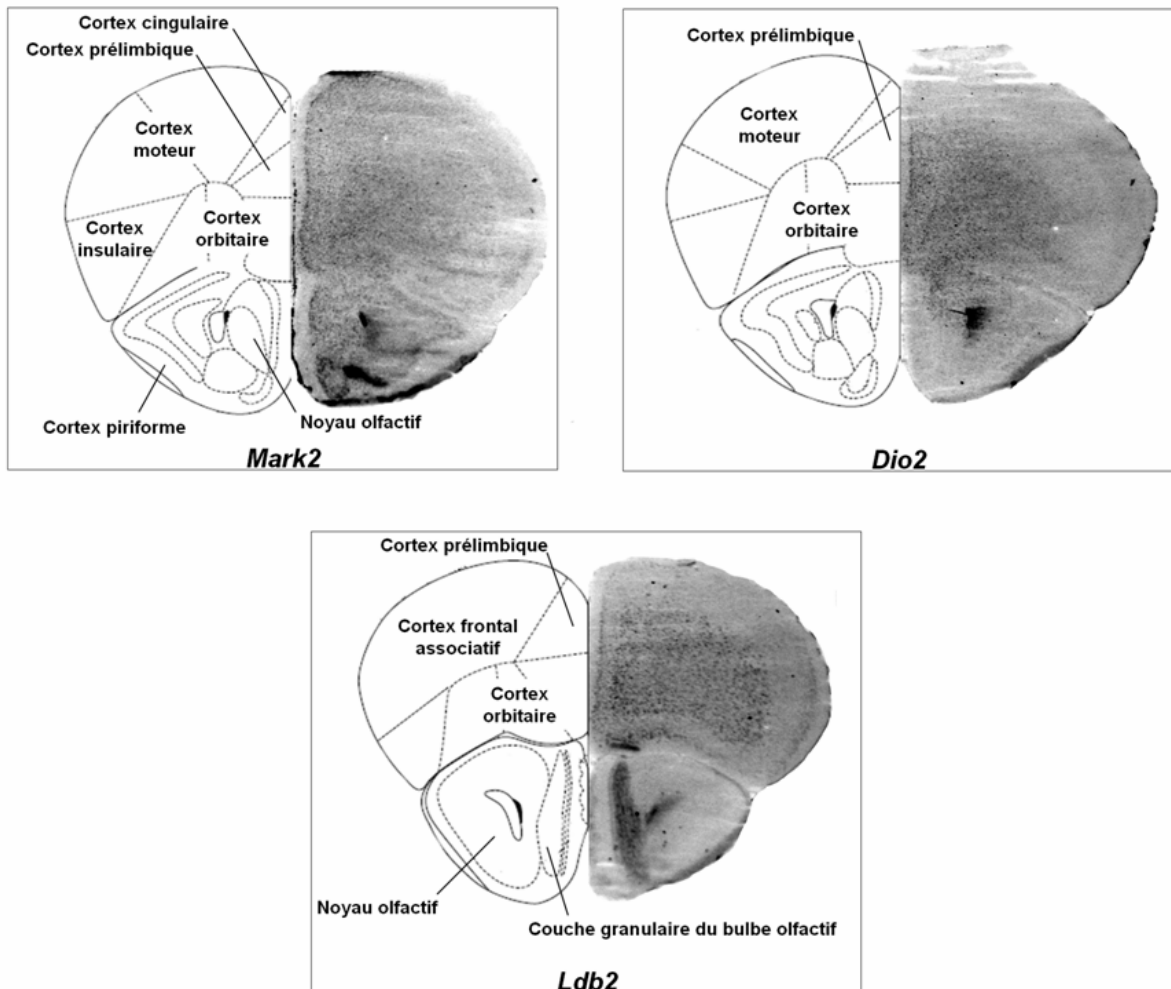 Cortex cingulaire
Cortex prélimbique
Cortex
moteur
Cortex
orbitaire
Cortex
insulaire
Cortex piriforme
Noyau olfactif
Mark2
Cortex prélimbique
Cortex
moteur
Cortex
orbitaire
Dio2
Cortex prélimbique
Cortex frontal
associatif
Cortex
orbitaire
Noyau olfactif
Couche granulaire du bulbe olfactif
Ldb2